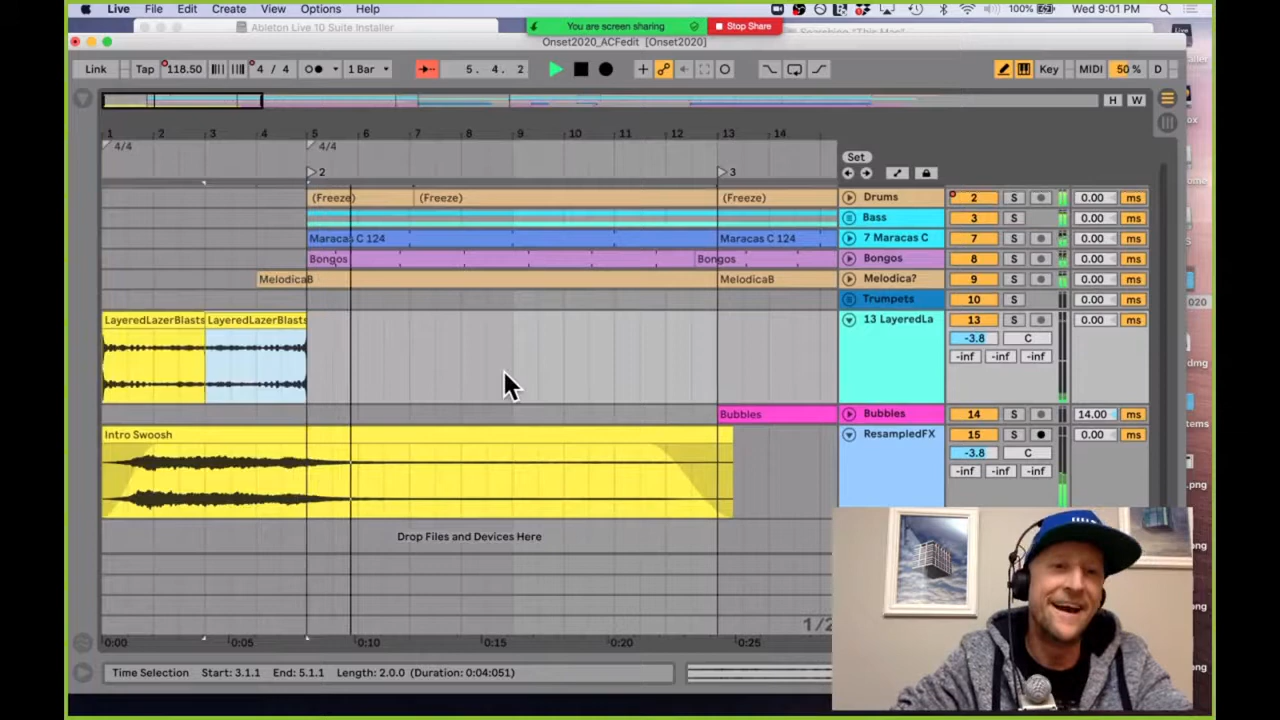 Live File Edit Create View Options Help 100% Wed 9:01 PM
Ableton Live 10 Suite Installer You are screen sharing Stop Share Searching "This Mac"
Onset2020_ACFedit [Onset2020]
Link Tap 118.50 4 / 4 1 Bar 5. 4. 2 Key MIDI 50 % D
H W
1 2 3 4 5 6 7 8 9 10 11 12 13 14
4/4 4/4 Set
2 3
(Freeze) (Freeze) (Freeze) Drums 2 S 0.00 ms
Bass 3 S 0.00 ms
Maracas C 124 Maracas C 124 7 Maracas C 7 S 0.00 ms
Bongos Bongos Bongos 8 S 0.00 ms
MelodicaB MelodicaB Melodica? 9 S 0.00 ms
Trumpets 10 S 0.00 ms
LayeredLazerBlasts LayeredLazerBlasts 13 LayeredLa 13 S 0.00 ms
-3.8 C
-inf -inf -inf
Bubbles Bubbles 14 S 14.00 ms
Intro Swoosh ResampledFX 15 S 0.00 ms
-3.8 C
-inf -inf -inf
Drop Files and Devices Here
1/2
0:00 0:05 0:10 0:15 0:20 0:25
Time Selection Start: 3.1.1 End: 5.1.1 Length: 2.0.0 (Duration: 0:04:051)